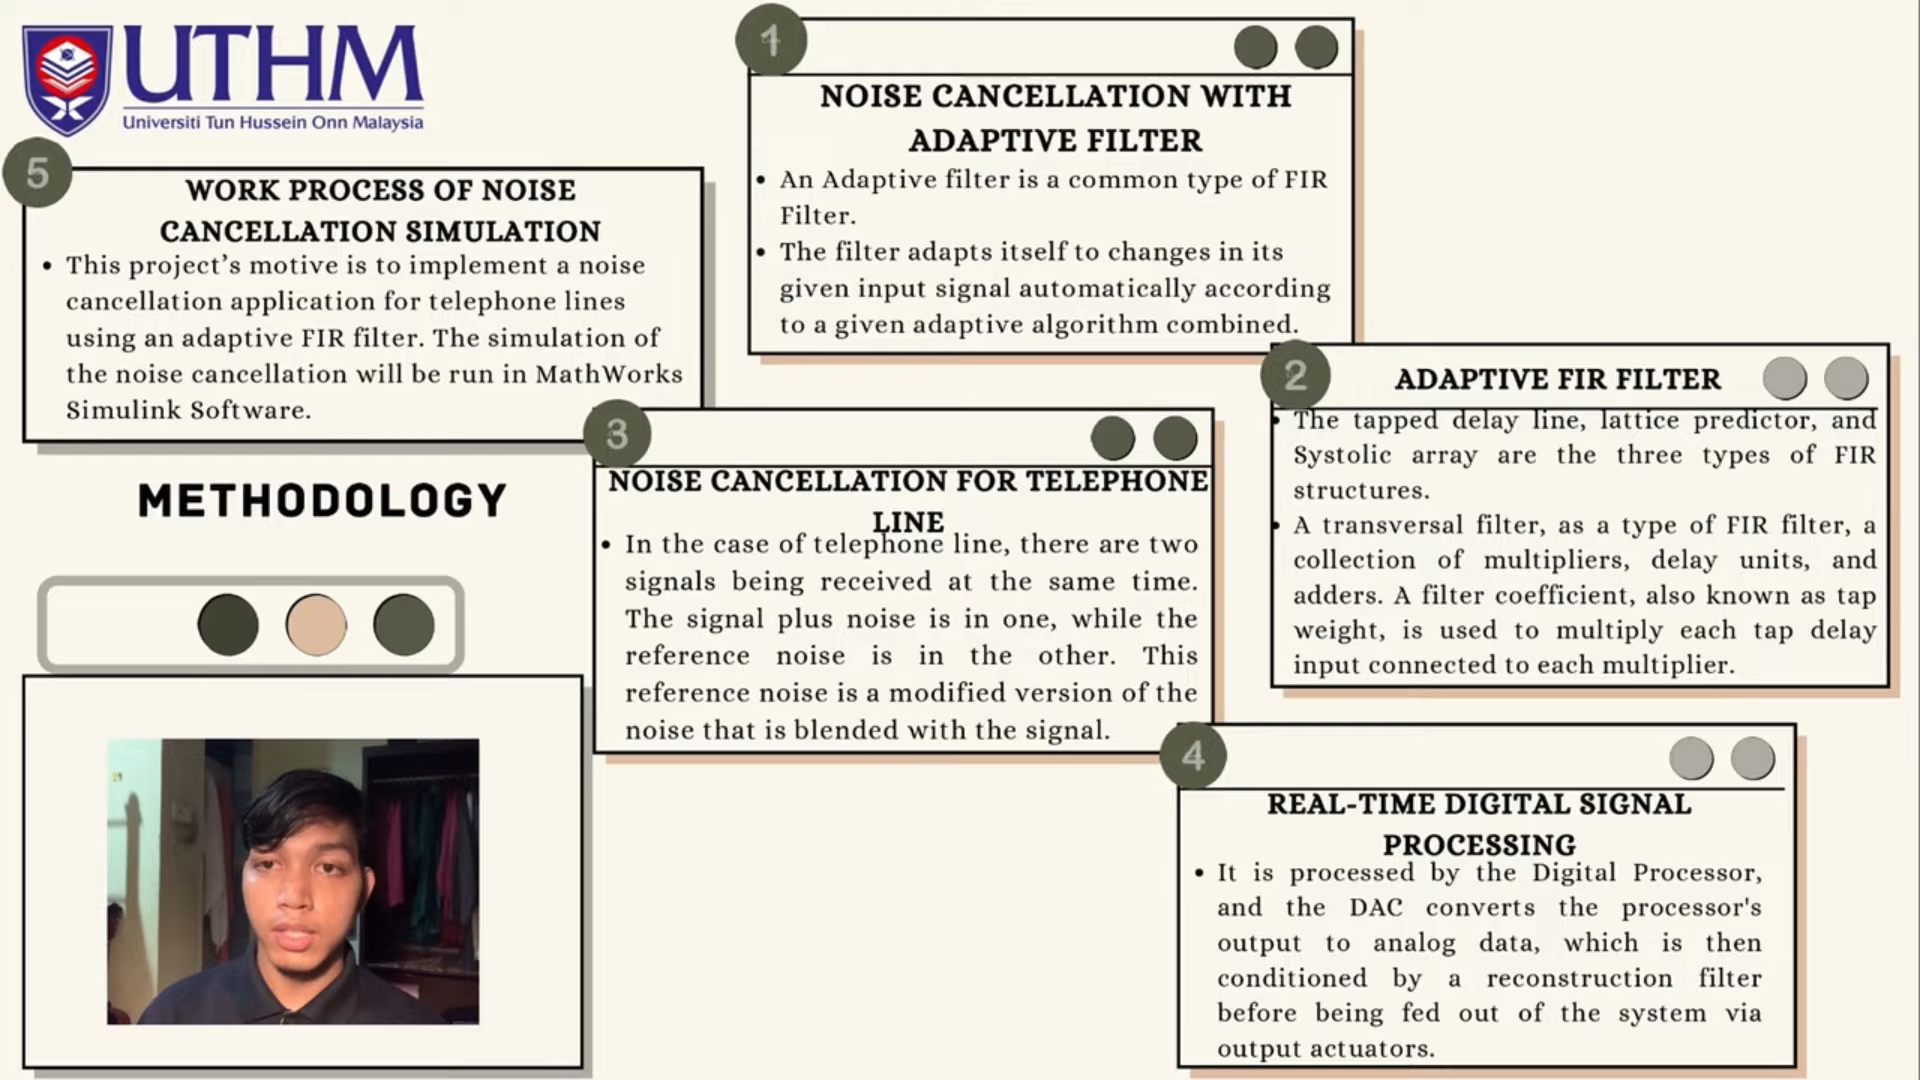 UTHM
Universiti Tun Hussein Onn Malaysia
1
NOISE CANCELLATION WITH
ADAPTIVE FILTER
• An Adaptive filter is a common type of FIR
Filter.
• The filter adapts itself to changes in its
given input signal automatically according
to a given adaptive algorithm combined.
2
ADAPTIVE FIR FILTER
• The tapped delay line, lattice predictor, and
Systolic array are the three types of FIR
structures.
• A transversal filter, as a type of FIR filter, a
collection of multipliers, delay units, and
adders. A filter coefficient, also known as tap
weight, is used to multiply each tap delay
input connected to each multiplier.
3
NOISE CANCELLATION FOR TELEPHONE
LINE
• In the case of telephone line, there are two
signals being received at the same time.
The signal plus noise is in one, while the
reference noise is in the other. This
reference noise is a modified version of the
noise that is blended with the signal.
4
REAL-TIME DIGITAL SIGNAL
PROCESSING
• It is processed by the Digital Processor,
and the DAC converts the processor's
output to analog data, which is then
conditioned by a reconstruction filter
before being fed out of the system via
output actuators.
5
WORK PROCESS OF NOISE
CANCELLATION SIMULATION
• This project's motive is to implement a noise
cancellation application for telephone lines
using an adaptive FIR filter. The simulation of
the noise cancellation will be run in MathWorks
Simulink Software.
METHODOLOGY